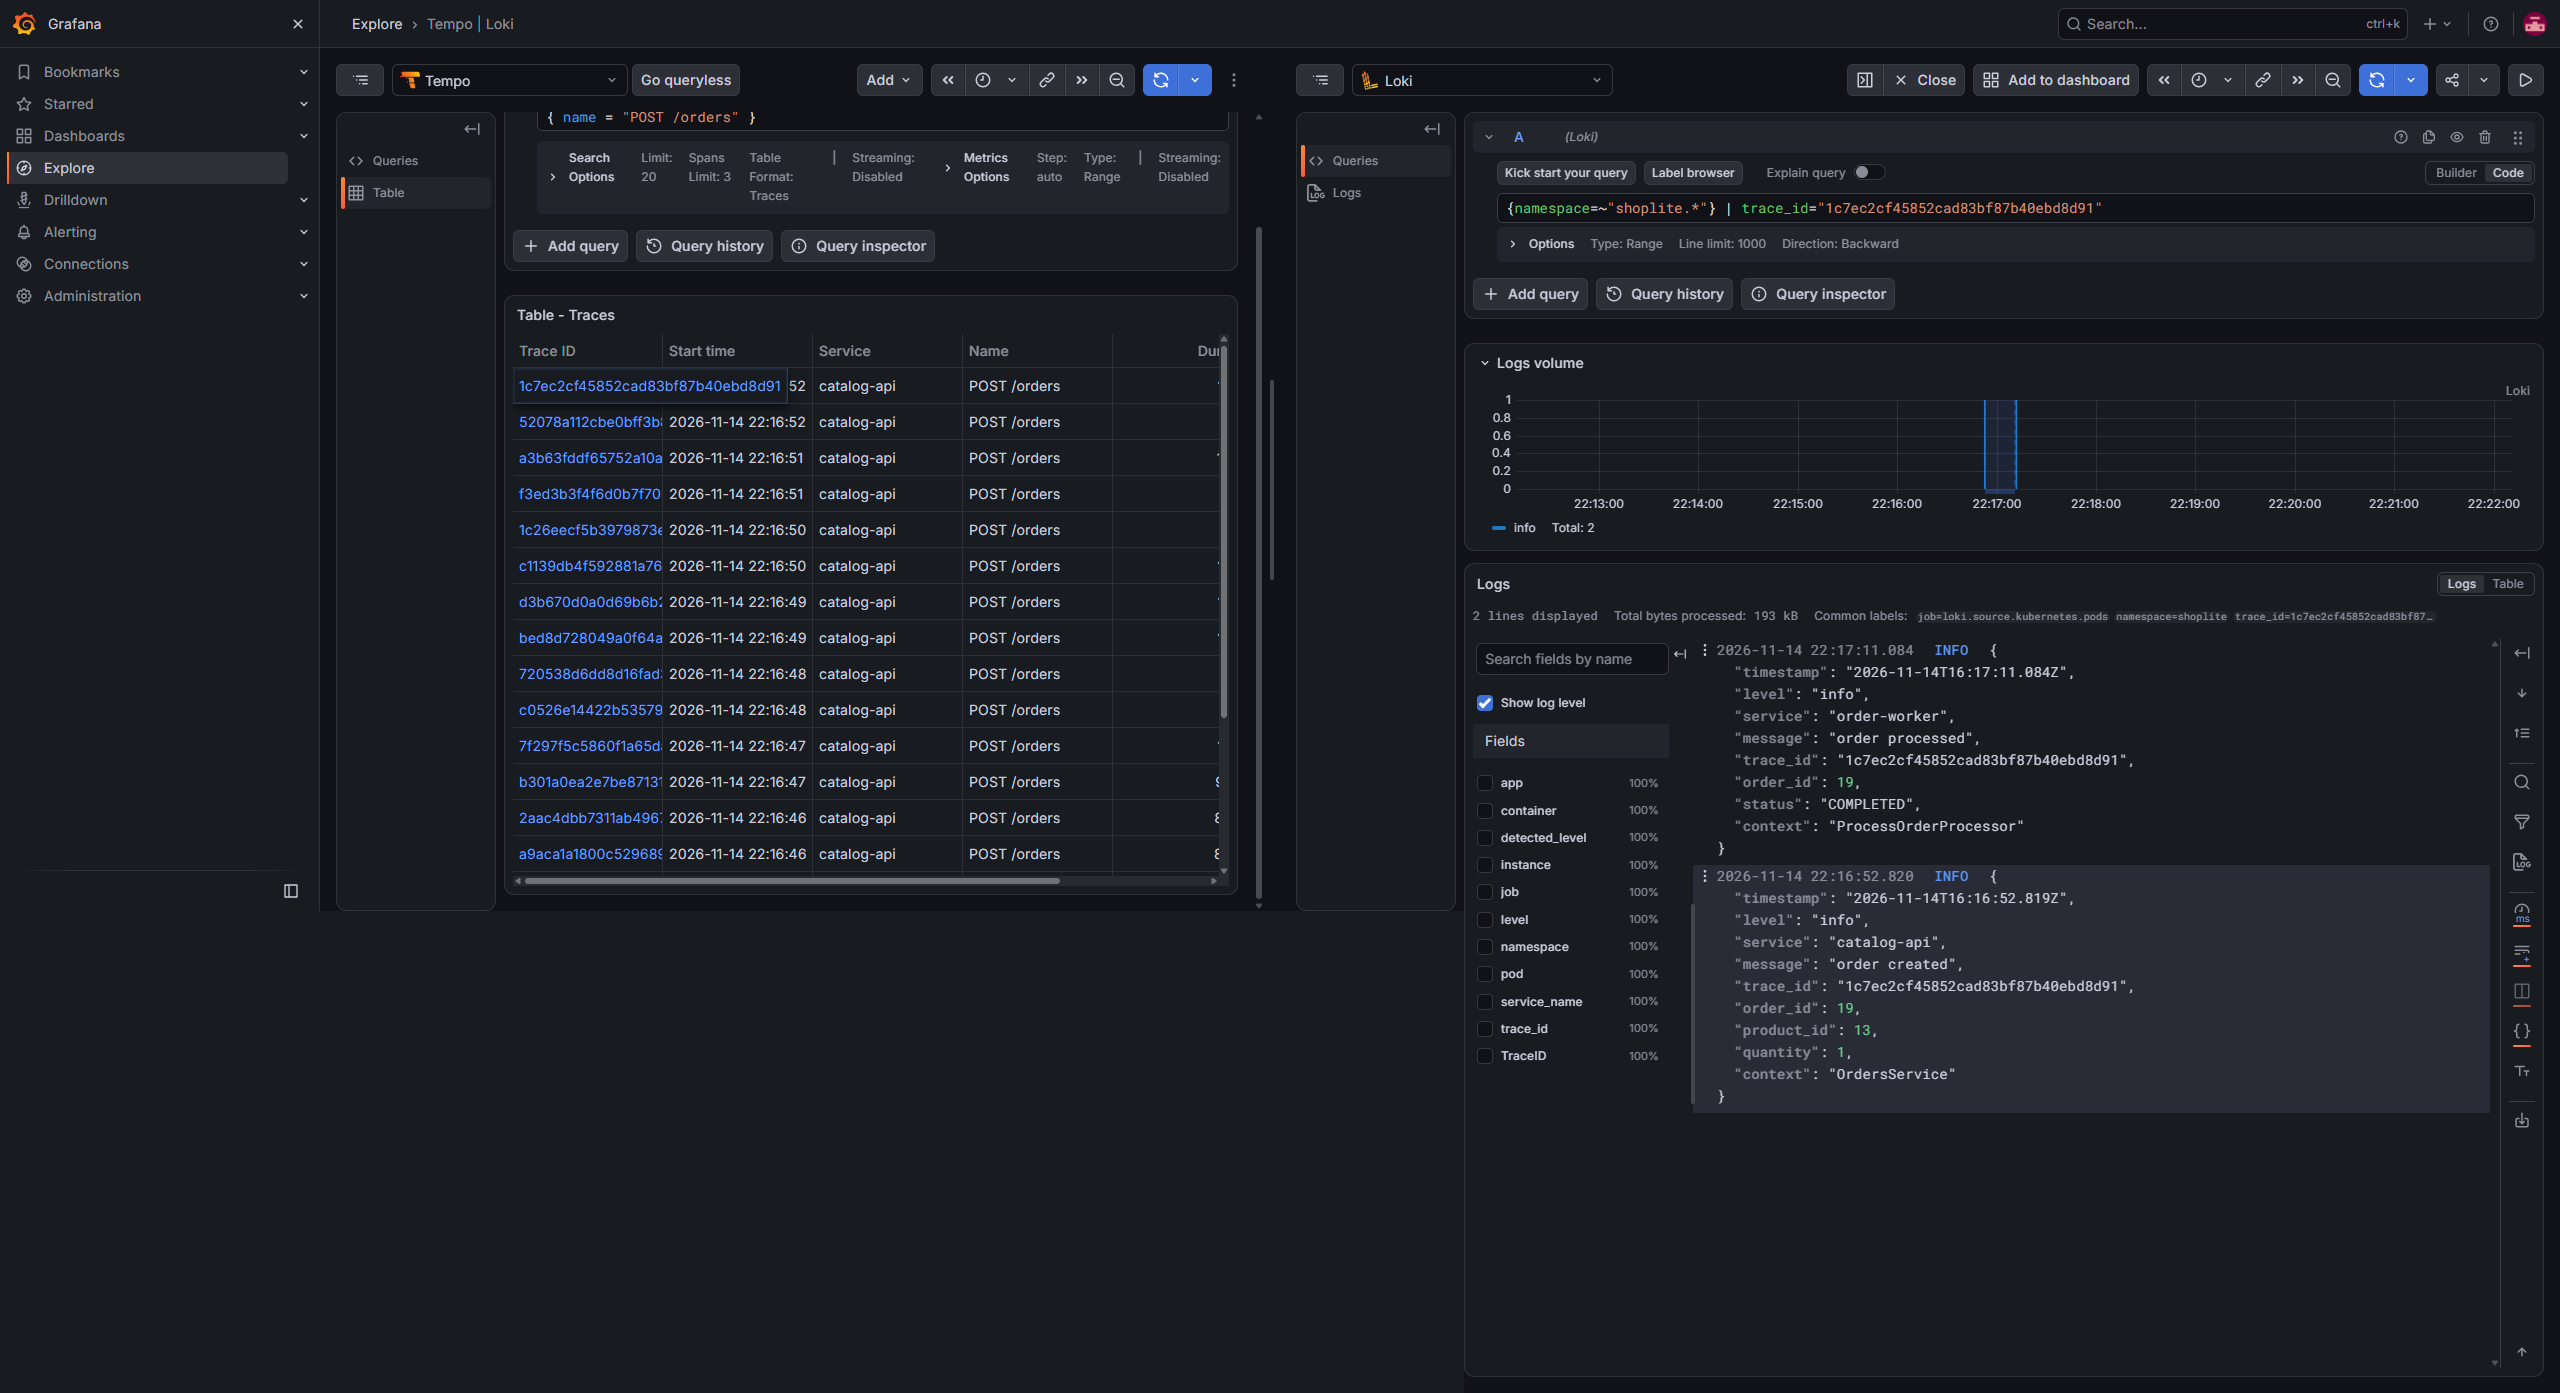 Grafana
Explore › Tempo | Loki
Search...
ctrl+k
Bookmarks
Starred
Dashboards
Explore
Drilldown
Alerting
Connections
Administration
Tempo
Go queryless
Add
Queries
Table
{ name = "POST /orders" }
Search Options
Limit: 20
Spans Limit: 3
Table Format: Traces
Streaming: Disabled
Metrics Options
Step: auto
Type: Range
Streaming: Disabled
Add query
Query history
Query inspector
Table - Traces
Trace ID Start time Service Name
1c7ec2cf45852cad83bf87b40ebd8d91 52 catalog-api POST /orders
52078a112cbe0bff3b 2026-11-14 22:16:52 catalog-api POST /orders
a3b63fddf65752a10a 2026-11-14 22:16:51 catalog-api POST /orders
f3ed3b3f4f6d0b7f70 2026-11-14 22:16:51 catalog-api POST /orders
1c26eecf5b3979873e 2026-11-14 22:16:50 catalog-api POST /orders
c1139db4f592881a76 2026-11-14 22:16:50 catalog-api POST /orders
d3b670d0a0d69b6b2 2026-11-14 22:16:49 catalog-api POST /orders
bed8d728049a0f64a 2026-11-14 22:16:49 catalog-api POST /orders
720538d6dd8d16fad 2026-11-14 22:16:48 catalog-api POST /orders
c0526e14422b53579 2026-11-14 22:16:48 catalog-api POST /orders
7f297f5c5860f1a65d 2026-11-14 22:16:47 catalog-api POST /orders
b301a0ea2e7be87131 2026-11-14 22:16:47 catalog-api POST /orders
2aac4dbb7311ab4967 2026-11-14 22:16:46 catalog-api POST /orders
a9aca1a1800c529689 2026-11-14 22:16:46 catalog-api POST /orders
Loki
Close
Add to dashboard
Queries
Logs
A (Loki)
Kick start your query
Label browser
Explain query
Builder
Code
{namespace=~"shoplite.*"} | trace_id="1c7ec2cf45852cad83bf87b40ebd8d91"
Options Type: Range Line limit: 1000 Direction: Backward
Add query
Query history
Query inspector
Logs volume
Loki
1
0.8
0.6
0.4
0.2
0
22:13:00 22:14:00 22:15:00 22:16:00 22:17:00 22:18:00 22:19:00 22:20:00 22:21:00 22:22:00
info Total: 2
Logs
Logs Table
2 lines displayed Total bytes processed: 193 kB Common labels: job=loki.source.kubernetes.pods namespace=shoplite trace_id=1c7ec2cf45852cad83bf87…
Search fields by name
Show log level
Fields
app 100%
container 100%
detected_level 100%
instance 100%
job 100%
level 100%
namespace 100%
pod 100%
service_name 100%
trace_id 100%
TraceID 100%
2026-11-14 22:17:11.084 INFO {
"timestamp": "2026-11-14T16:17:11.084Z",
"level": "info",
"service": "order-worker",
"message": "order processed",
"trace_id": "1c7ec2cf45852cad83bf87b40ebd8d91",
"order_id": 19,
"status": "COMPLETED",
"context": "ProcessOrderProcessor"
}
2026-11-14 22:16:52.820 INFO {
"timestamp": "2026-11-14T16:16:52.819Z",
"level": "info",
"service": "catalog-api",
"message": "order created",
"trace_id": "1c7ec2cf45852cad83bf87b40ebd8d91",
"order_id": 19,
"product_id": 13,
"quantity": 1,
"context": "OrdersService"
}
LOG
ms